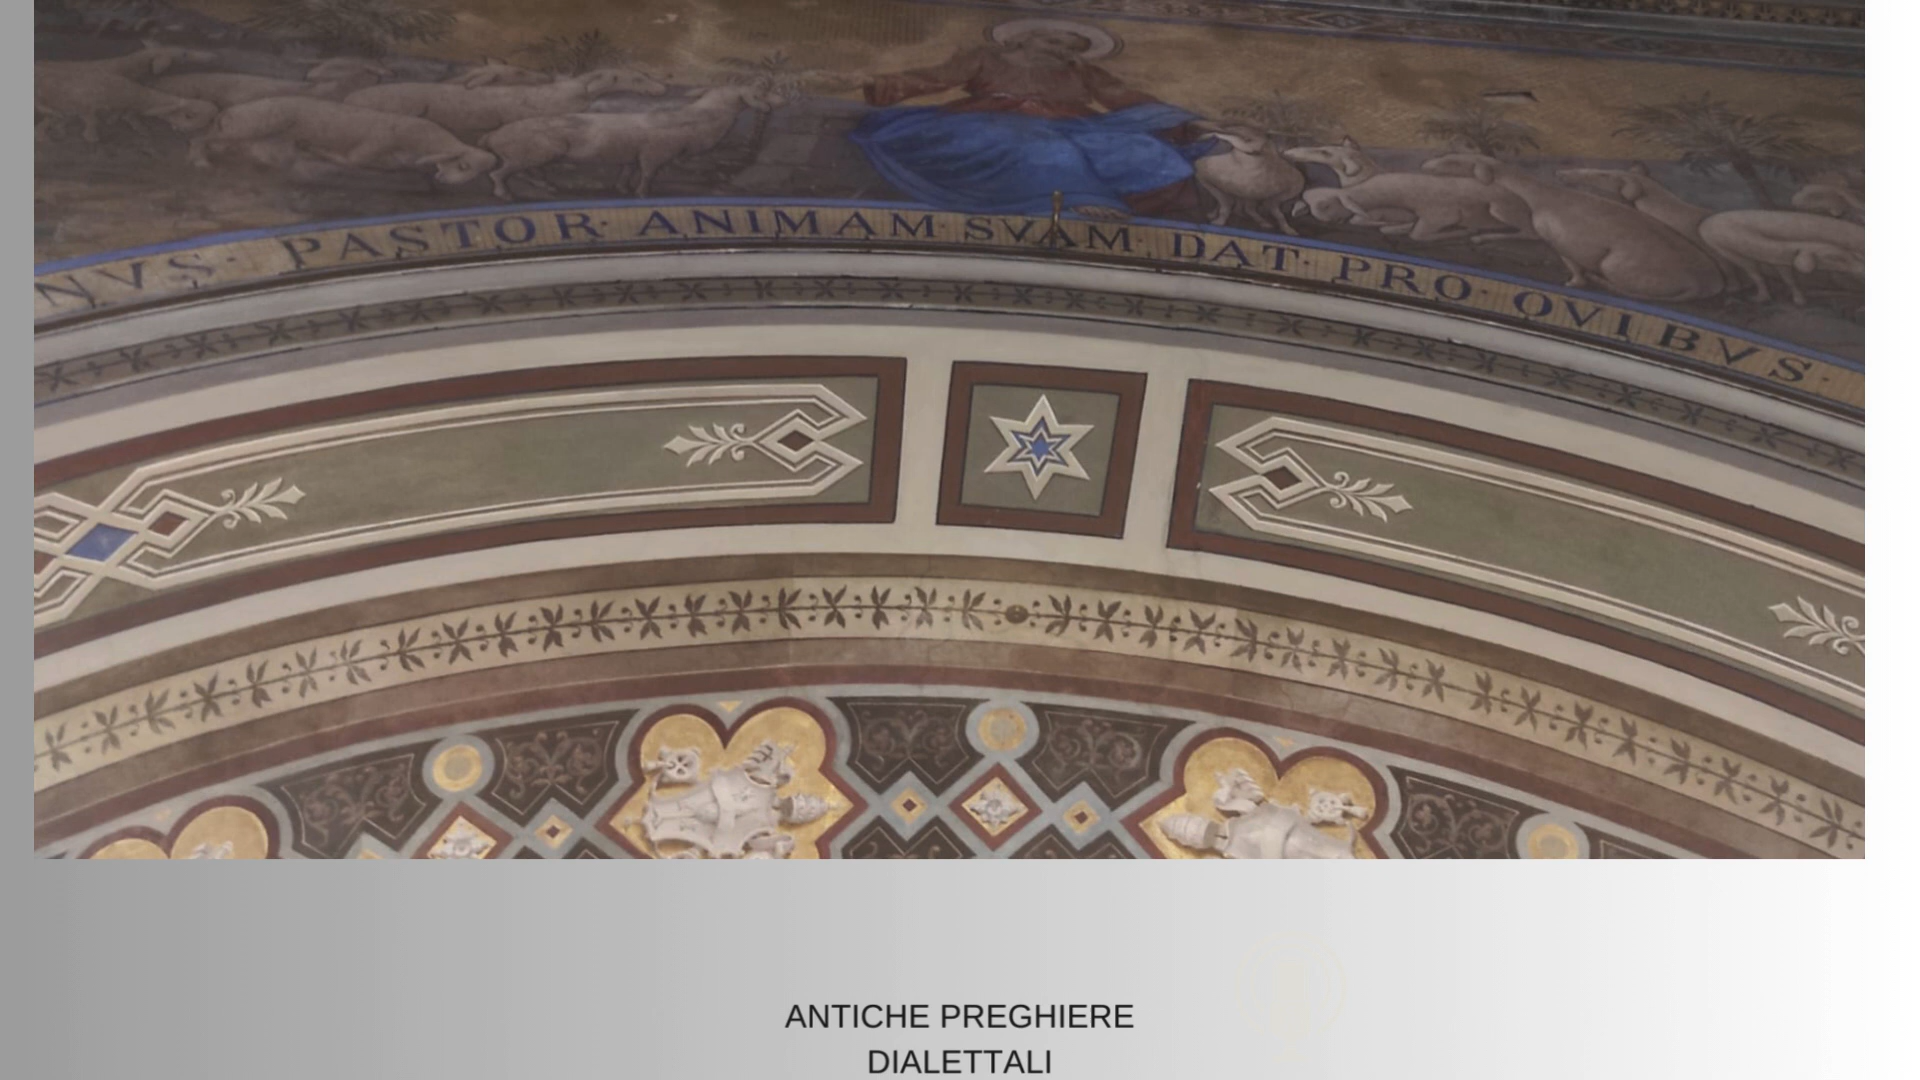 NVS · PASTOR · ANIMAM SVAM · DAT · PRO · OVIBVS ·
ANTICHE PREGHIERE
DIALETTALI